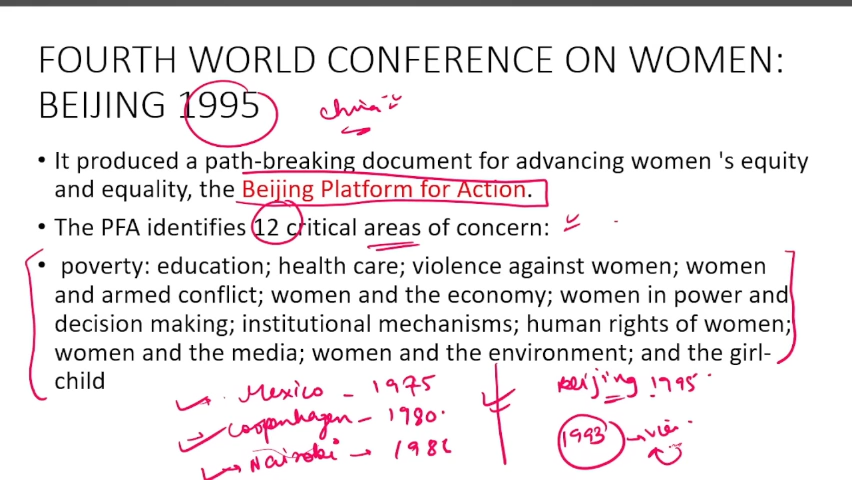 FOURTH WORLD CONFERENCE ON WOMEN:
BEIJING 1995
china
• It produced a path-breaking document for advancing women 's equity
and equality, the Beijing Platform for Action.
• The PFA identifies 12 critical areas of concern:
• poverty: education; health care; violence against women; women
and armed conflict; women and the economy; women in power and
decision making; institutional mechanisms; human rights of women;
women and the media; women and the environment; and the girl-
child
Mexico - 1975
Coopenhagen - 1980
Nairobi → 198
Beijing 1995
1993 →